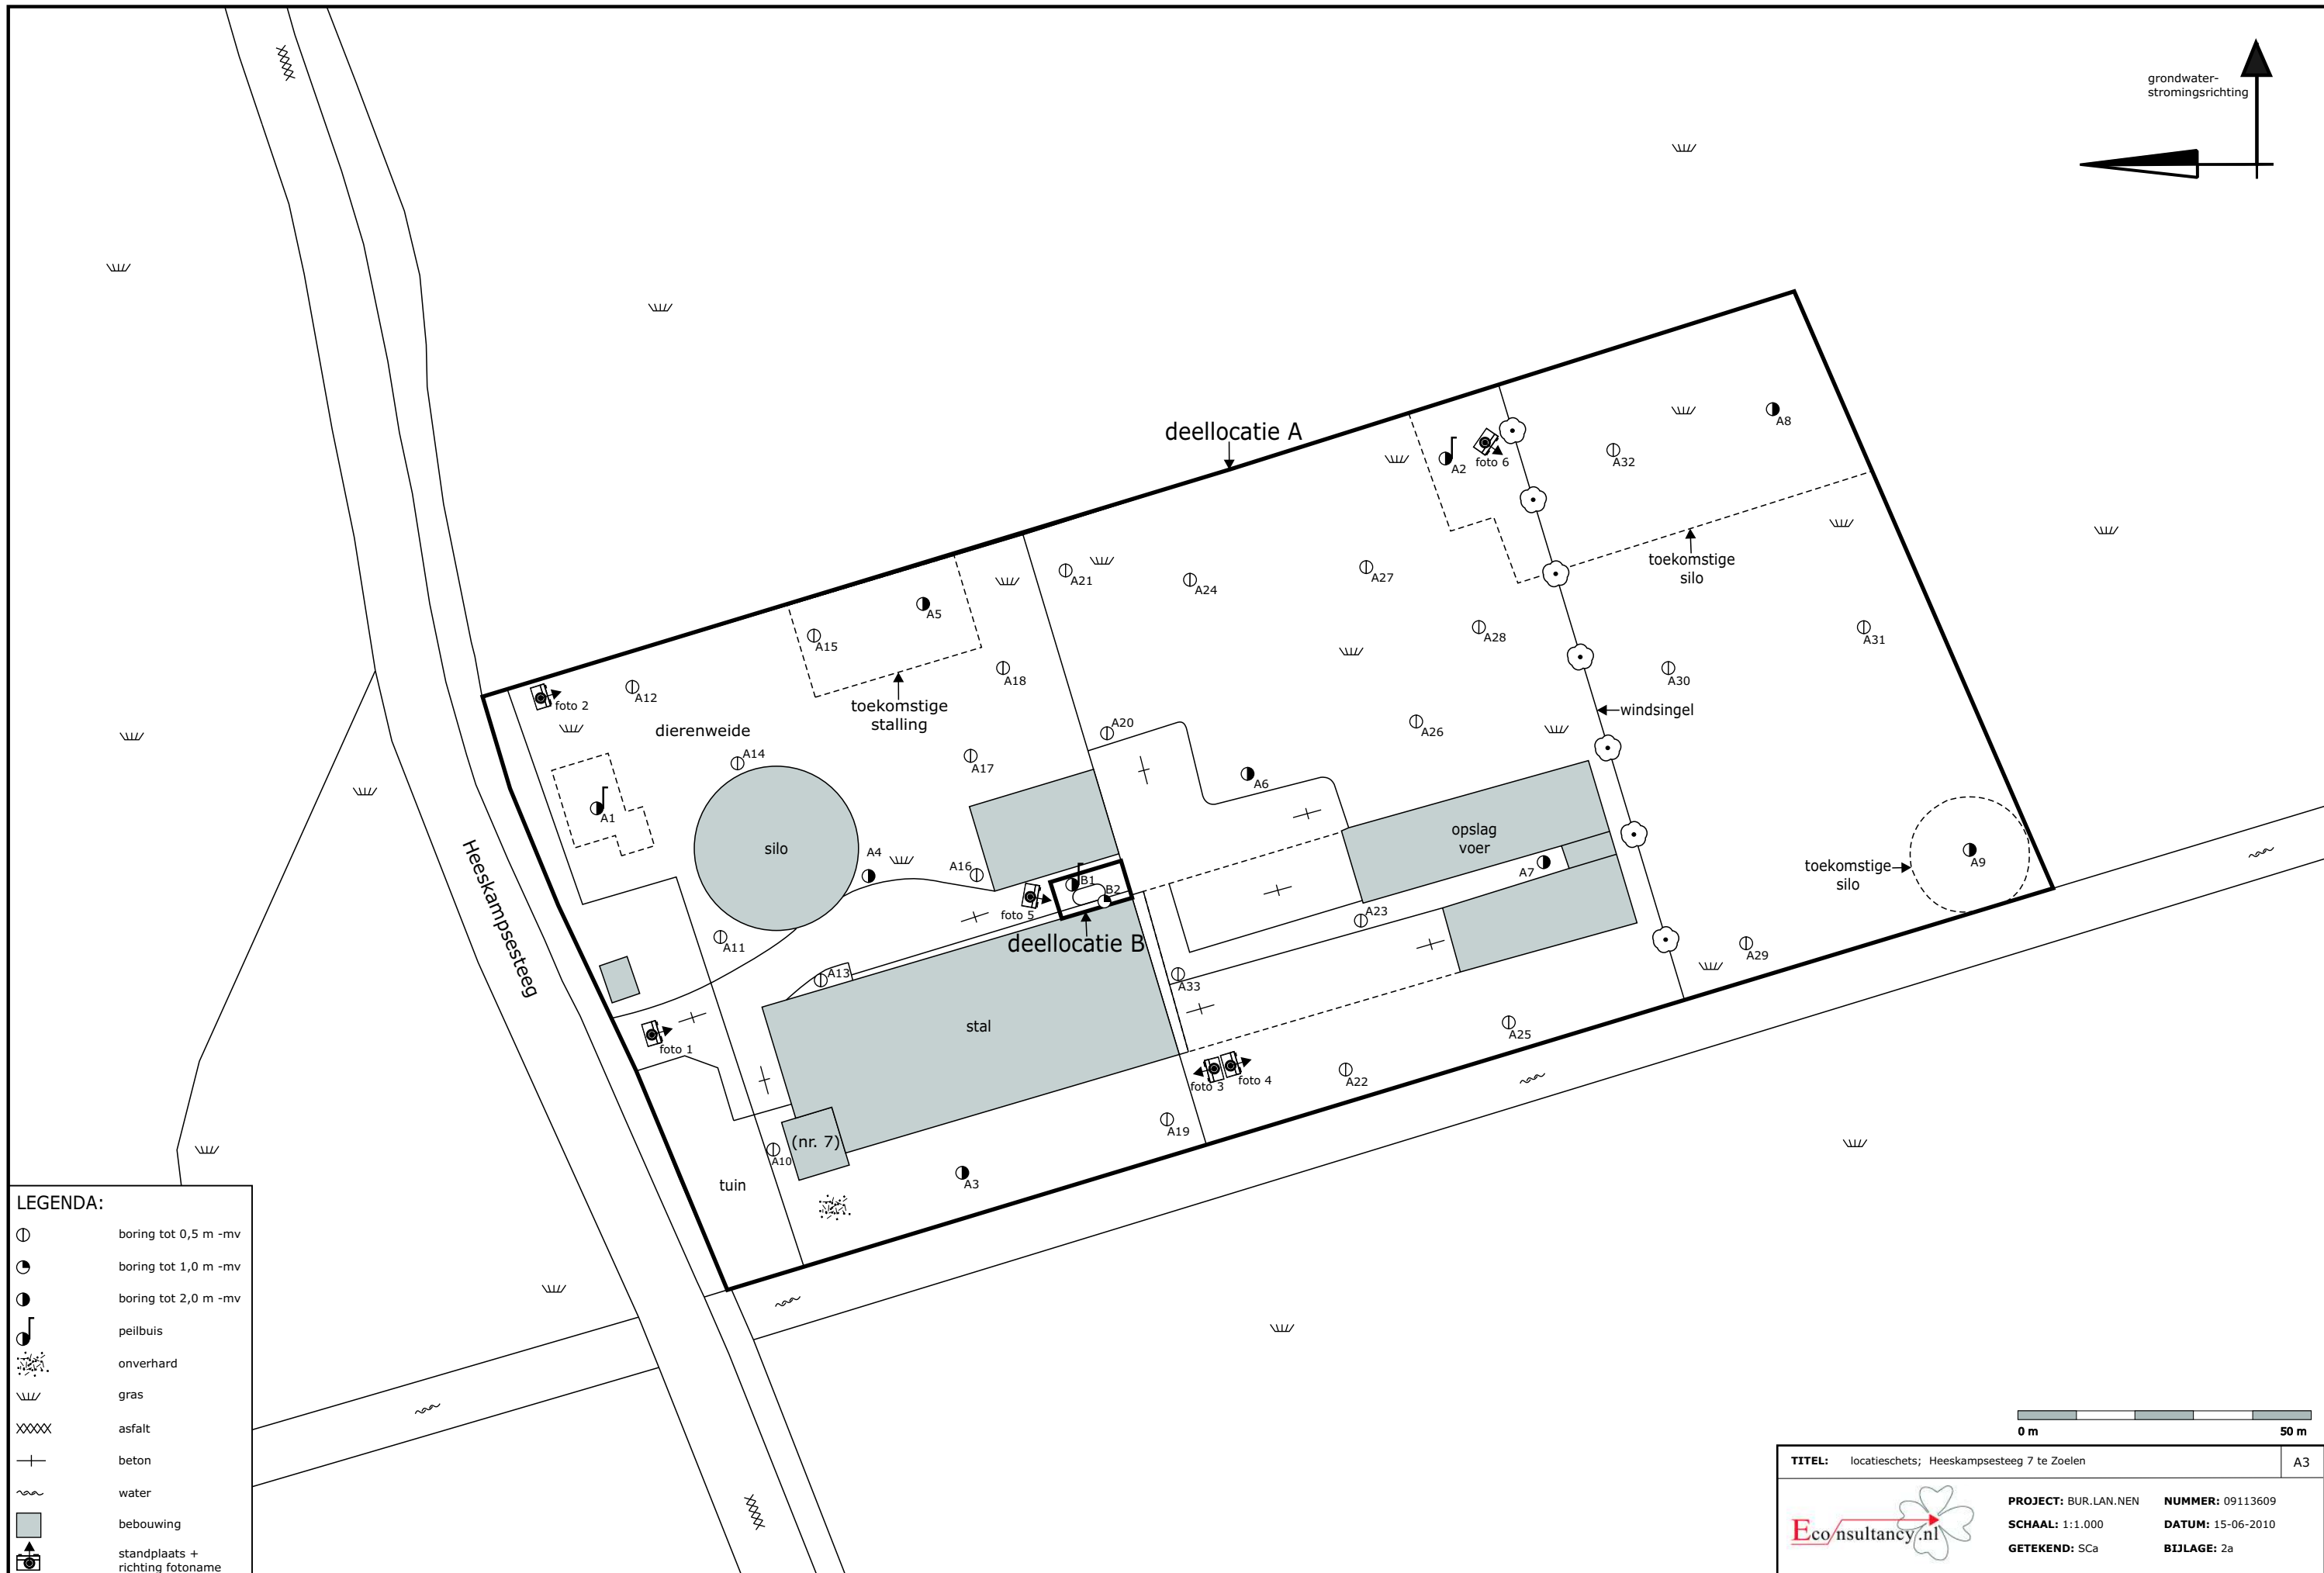 grondwater-
stromingsrichting
deellocatie A
A8
A32
A2
foto 6
toekomstige
silo
A21
A24
A27
A5
A15
A28
A31
A18
A30
A12
foto 2
toekomstige
stalling
windsingel
dierenweide
A20
A26
A14
A17
A6
A1
opslag
voer
silo
A4
A16
A7
A9
toekomstige
silo
B1
B2
foto 5
A23
Heeskampsesteeg
A11
deellocatie B
A29
A13
A33
stal
A25
foto 1
foto 3
foto 4
A22
A19
(nr. 7)
A10
A3
tuin
LEGENDA:
boring tot 0,5 m -mv
boring tot 1,0 m -mv
boring tot 2,0 m -mv
peilbuis
onverhard
gras
asfalt
beton
water
bebouwing
standplaats +
richting fotoname
0 m 50 m
TITEL: locatieschets; Heeskampsesteeg 7 te Zoelen A3
Econsultancy.nl
PROJECT: BUR.LAN.NEN NUMMER: 09113609
SCHAAL: 1:1.000 DATUM: 15-06-2010
GETEKEND: SCa BIJLAGE: 2a